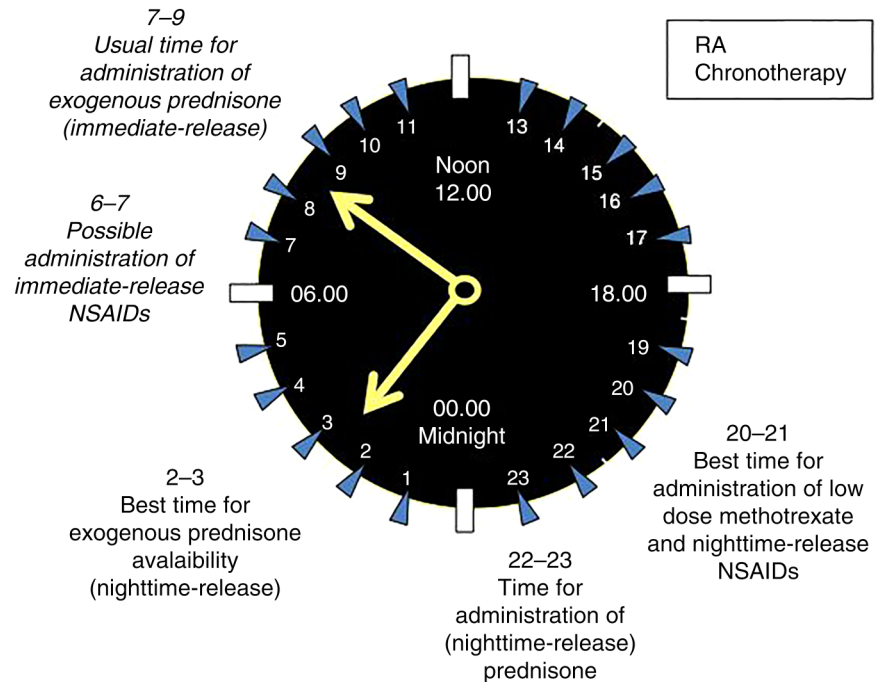 7–9
Usual time for
administration of
exogenous prednisone
(immediate-release)
RA
Chronotherapy
6–7
Possible
administration of
immediate-release
NSAIDs
11
13
10
14
9
Noon
12.00
15
8
16
7
17
06.00
18.00
5
19
4
20
3
00.00
Midnight
21
2
22
1
23
2–3
Best time for
exogenous prednisone
avalaibility
(nighttime-release)
22–23
Time for
administration of
(nighttime-release)
prednisone
20–21
Best time for
administration of low
dose methotrexate
and nighttime-release
NSAIDs